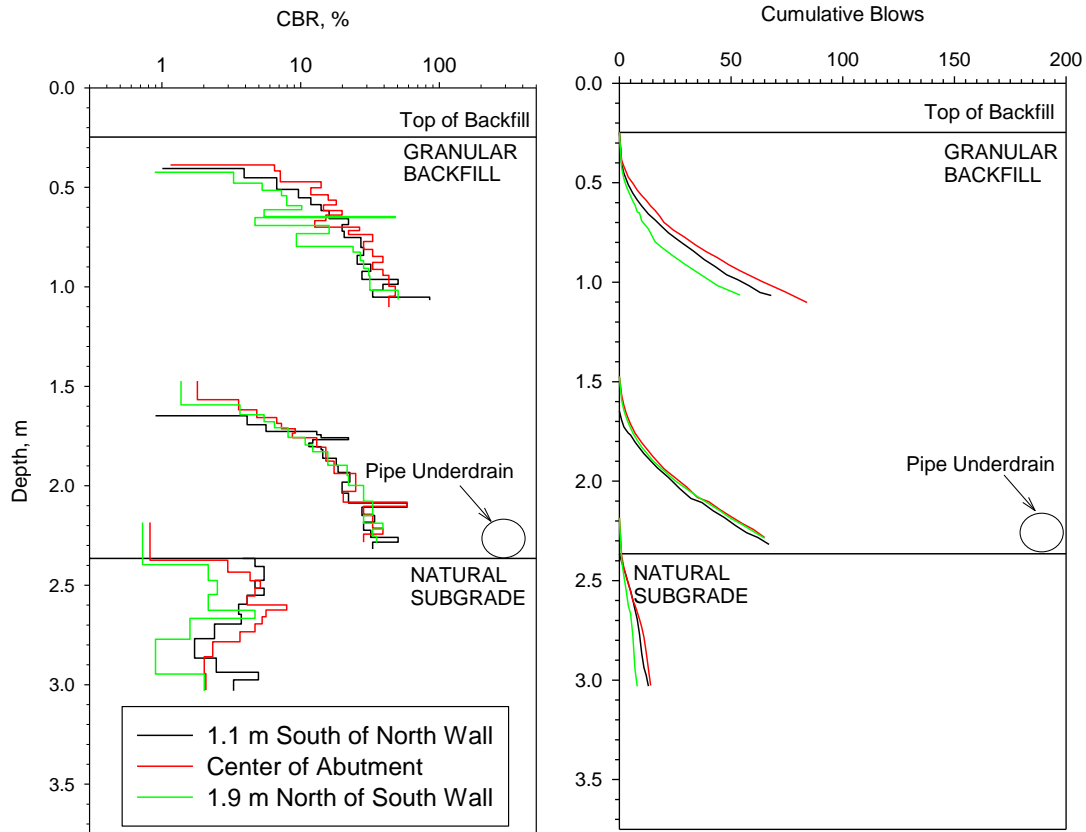 CBR, %
1
10
100
0.0
0.5
1.0
1.5
2.0
2.5
3.0
3.5
Depth, m
Top of Backfill
GRANULAR
BACKFILL
Pipe Underdrain
NATURAL
SUBGRADE
1.1 m South of North Wall
Center of Abutment
1.9 m North of South Wall
Cumulative Blows
0
50
100
150
200
0.0
0.5
1.0
1.5
2.0
2.5
3.0
3.5
Top of Backfill
GRANULAR
BACKFILL
Pipe Underdrain
NATURAL
SUBGRADE